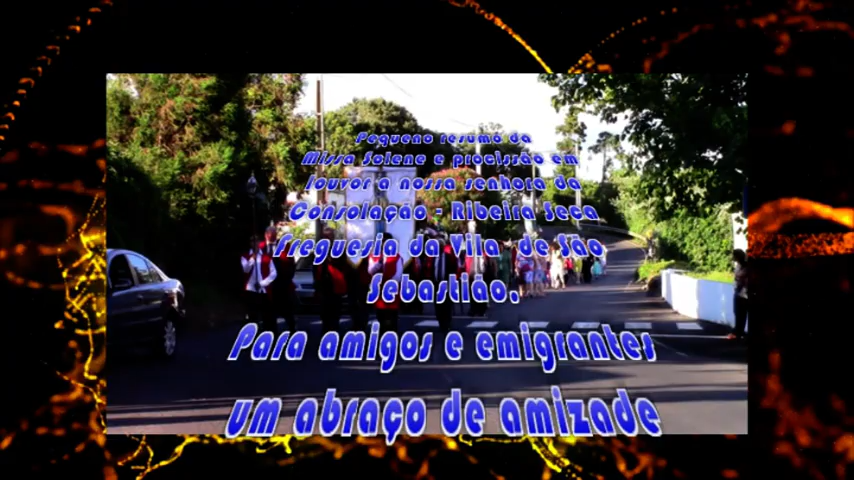 Pequeno resumo da
Missa Solene e procissão em
louvor a nossa senhora da
Consolação - Ribeira Seca
Freguesia da Vila de São
Sebastião.
Para amigos e emigrantes
um abraço de amizade